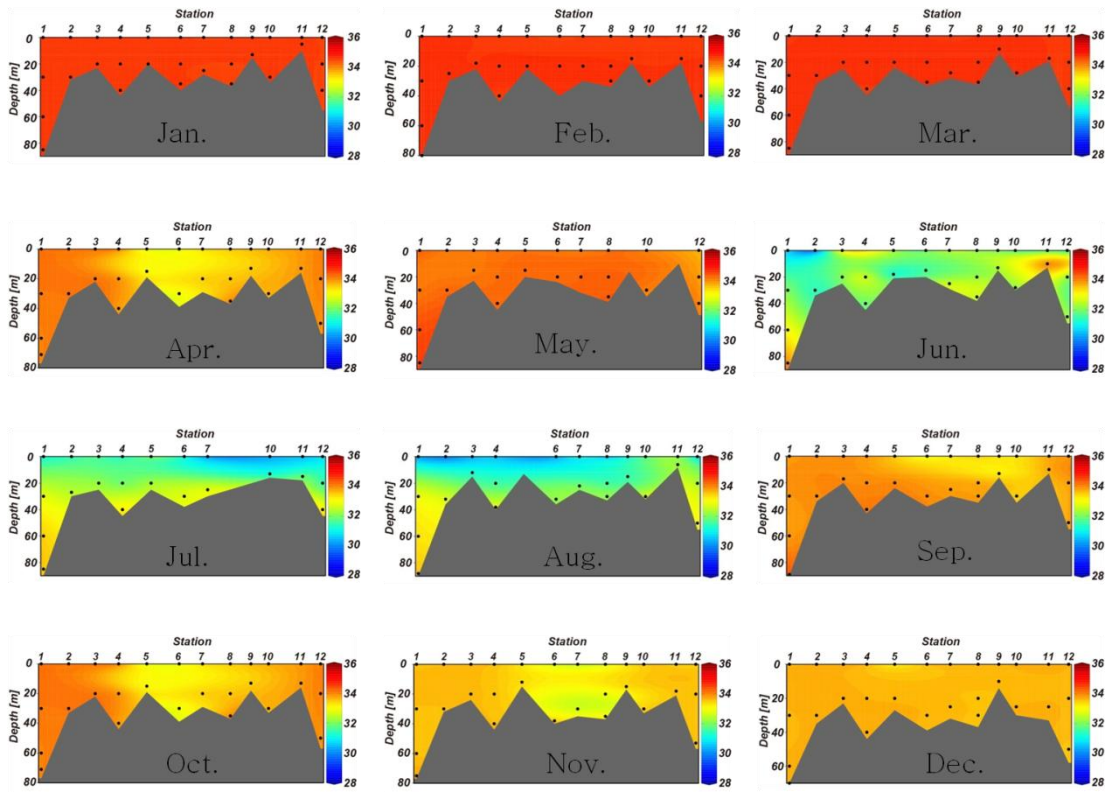 Station Station Station
1 2 3 4 5 6 7 8 9 10 11 12 1 2 3 4 5 6 7 8 9 10 11 12 1 2 3 4 5 6 7 8 9 10 11 12
Depth [m] 0 20 40 60 80 Jan. 36 34 32 30 28
Depth [m] 0 20 40 60 80 Feb. 36 34 32 30 28
Depth [m] 0 20 40 60 80 Mar. 36 34 32 30 28
Station Station Station
1 2 3 4 5 6 7 8 9 10 11 12 1 2 3 4 5 6 7 8 10 12 1 2 3 4 5 6 7 8 9 10 11 12
Depth [m] 0 20 40 60 80 Apr. 36 34 32 30 28
Depth [m] 0 20 40 60 80 May. 36 34 32 30 28
Depth [m] 0 20 40 60 80 Jun. 36 34 32 30 28
Station Station Station
1 2 3 4 5 6 7 10 11 12 1 2 3 4 5 6 7 8 9 10 11 12 1 2 3 4 5 6 7 8 9 10 11 12
Depth [m] 0 20 40 60 80 Jul. 36 34 32 30 28
Depth [m] 0 20 40 60 80 Aug. 36 34 32 30 28
Depth [m] 0 20 40 60 80 Sep. 36 34 32 30 28
Station Station Station
1 2 3 4 5 6 7 8 9 10 11 12 1 2 3 4 5 6 7 8 9 10 11 12 1 2 3 4 5 6 7 8 9 10 11 12
Depth [m] 0 20 40 60 80 Oct. 36 34 32 30 28
Depth [m] 0 20 40 60 80 Nov. 36 34 32 30 28
Depth [m] 0 20 40 60 80 Dec. 36 34 32 30 28